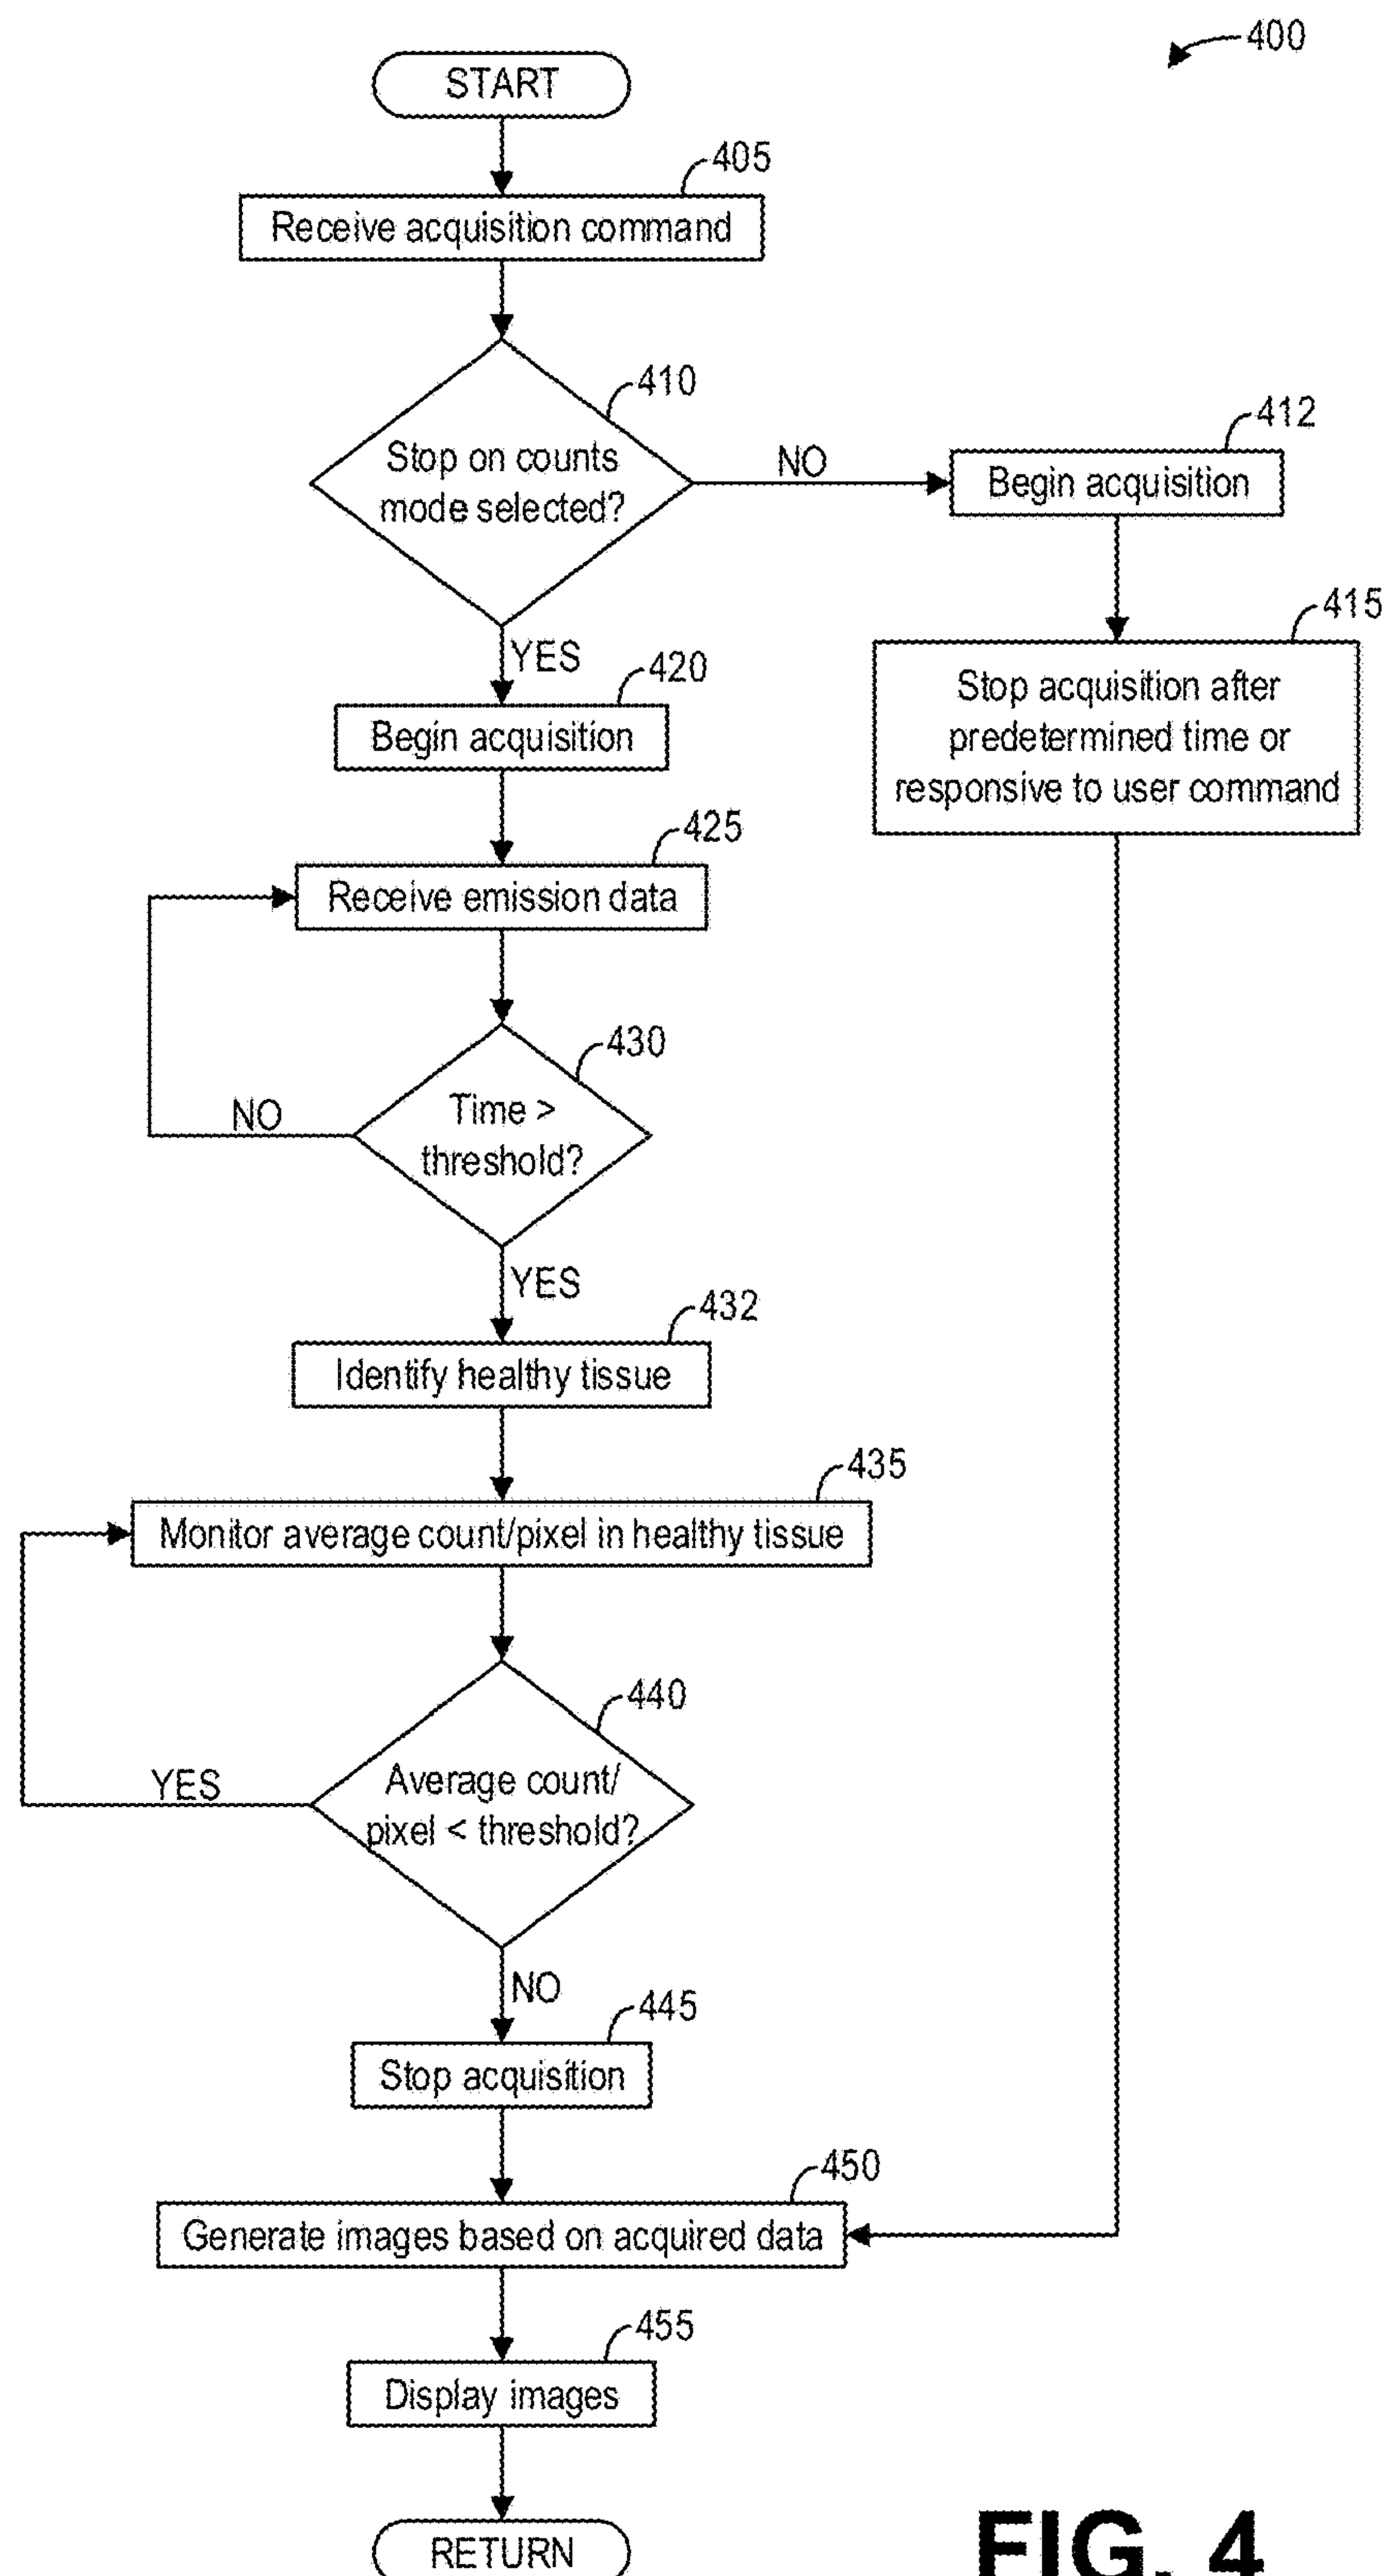 400
START
405
Receive acquisition command
410
Stop on counts
mode selected?
NO
412
Begin acquisition
415
Stop acquisition after
predetermined time or
responsive to user command
YES
420
Begin acquisition
425
Receive emission data
430
Time >
threshold?
NO
YES
432
Identify healthy tissue
435
Monitor average count/pixel in healthy tissue
440
Average count/
pixel < threshold?
YES
NO
445
Stop acquisition
450
Generate images based on acquired data
455
Display images
RETURN
FIG. 4